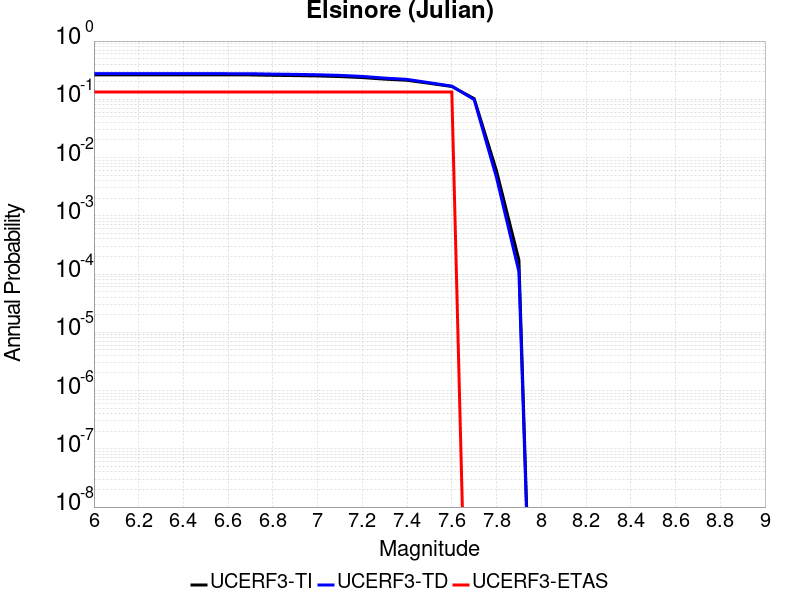 Elsinore (Julian)
10^0
10^-1
10^-2
10^-3
10^-4
10^-5
10^-6
10^-7
10^-8
Annual Probability
6 6.2 6.4 6.6 6.8 7 7.2 7.4 7.6 7.8 8 8.2 8.4 8.6 8.8 9
Magnitude
UCERF3-TI UCERF3-TD UCERF3-ETAS